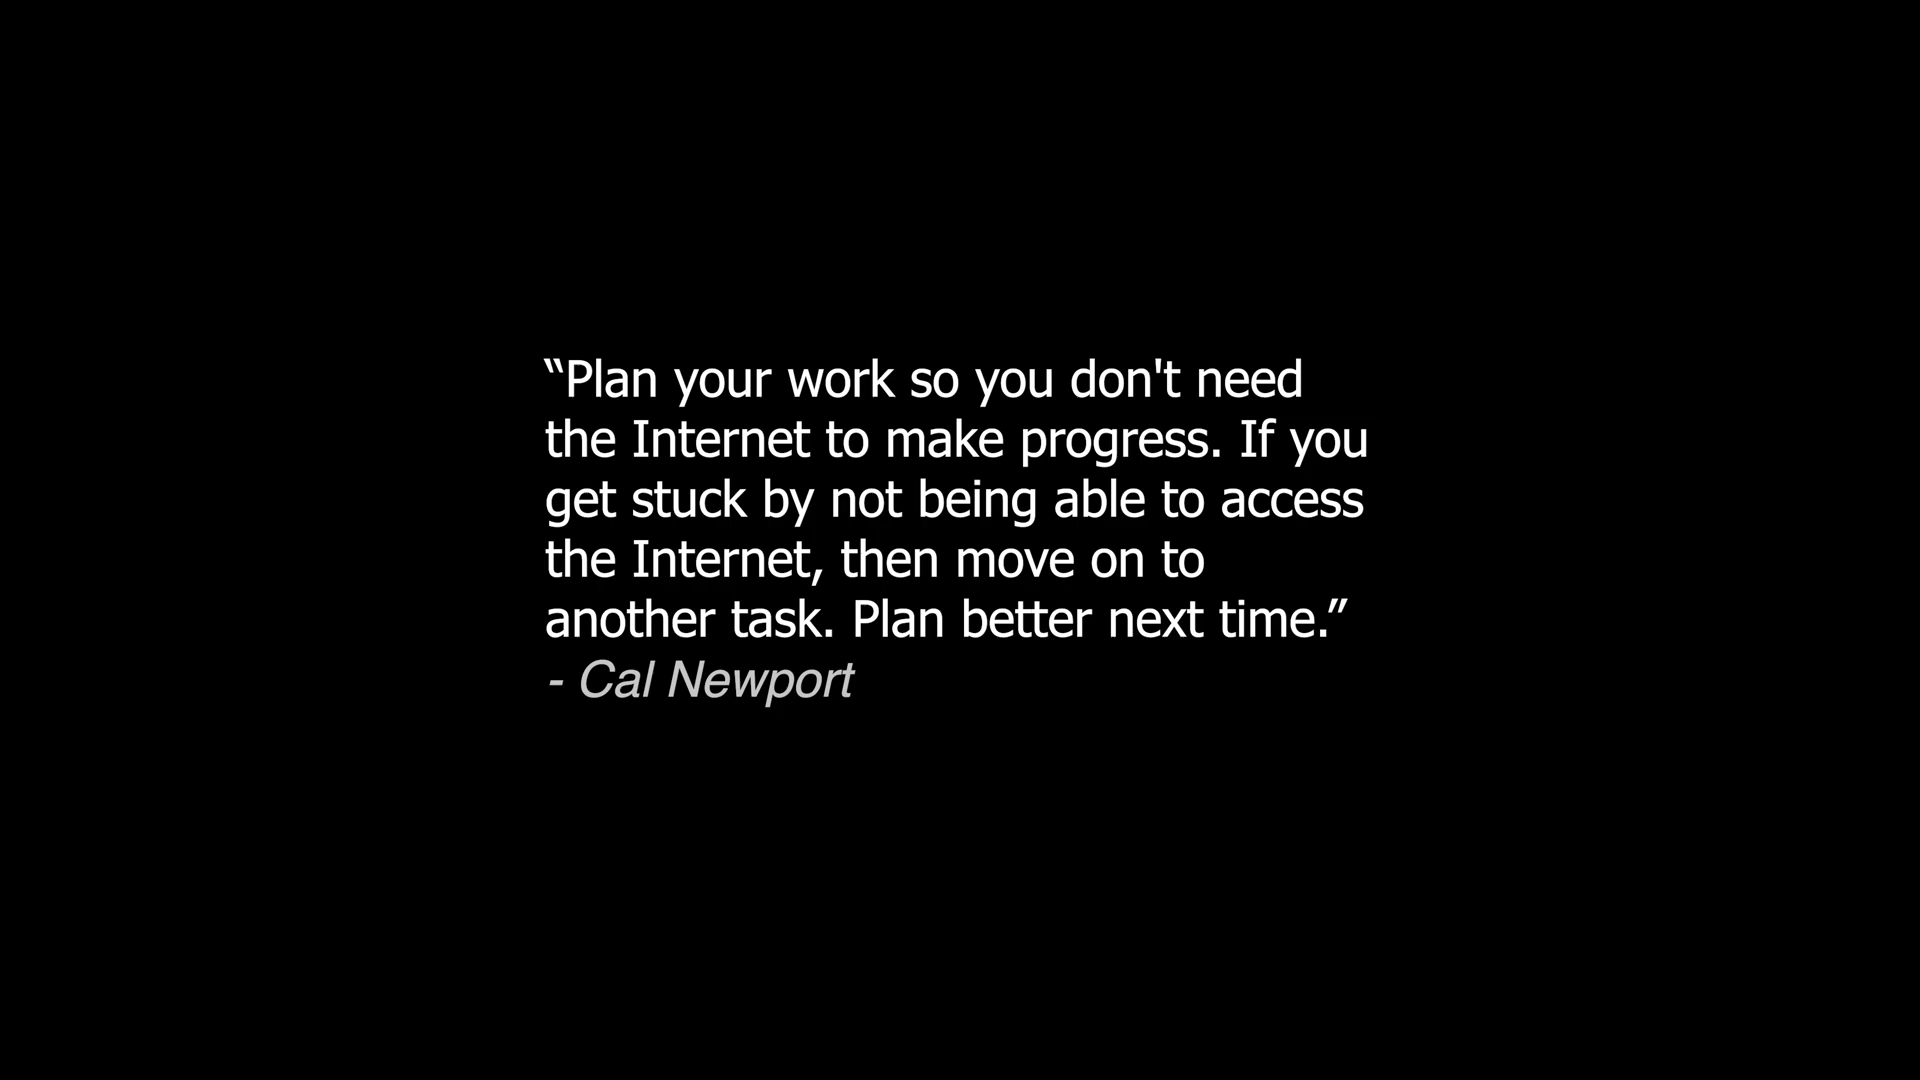 “Plan your work so you don't need
the Internet to make progress. If you
get stuck by not being able to access
the Internet, then move on to
another task. Plan better next time.”
- Cal Newport